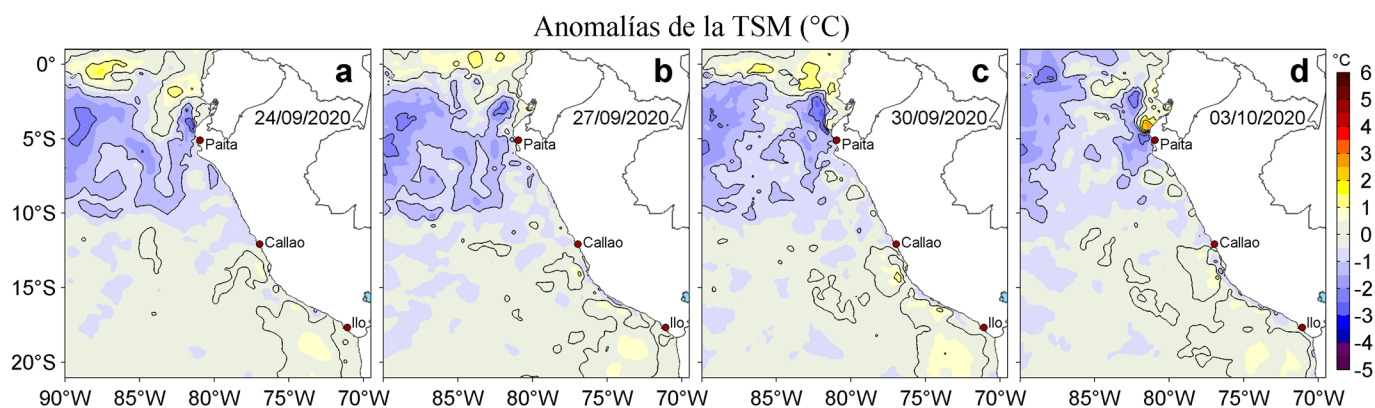 Anomalías de la TSM (°C)
a b c d °C
0° 6
24/09/2020 27/09/2020 30/09/2020 03/10/2020 5
5°S Paita Paita Paita Paita 4
3
2
10°S 1
Callao Callao Callao Callao 0
15°S -1
-2
Ilo Ilo Ilo Ilo -3
20°S -4
-5
90°W 85°W 80°W 75°W 70°W 85°W 80°W 75°W 70°W 85°W 80°W 75°W 70°W 85°W 80°W 75°W 70°W